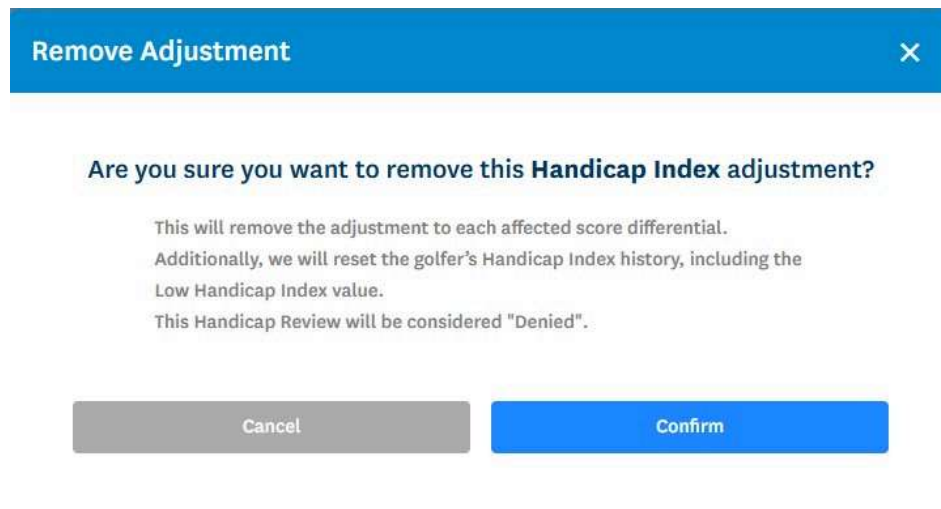 Remove Adjustment
Are you sure you want to remove this Handicap Index adjustment?
This will remove the adjustment to each affected score differential.
Additionally, we will reset the golfer’s Handicap Index history, including the
Low Handicap Index value.
This Handicap Review will be considered "Denied".
Cancel
Confirm